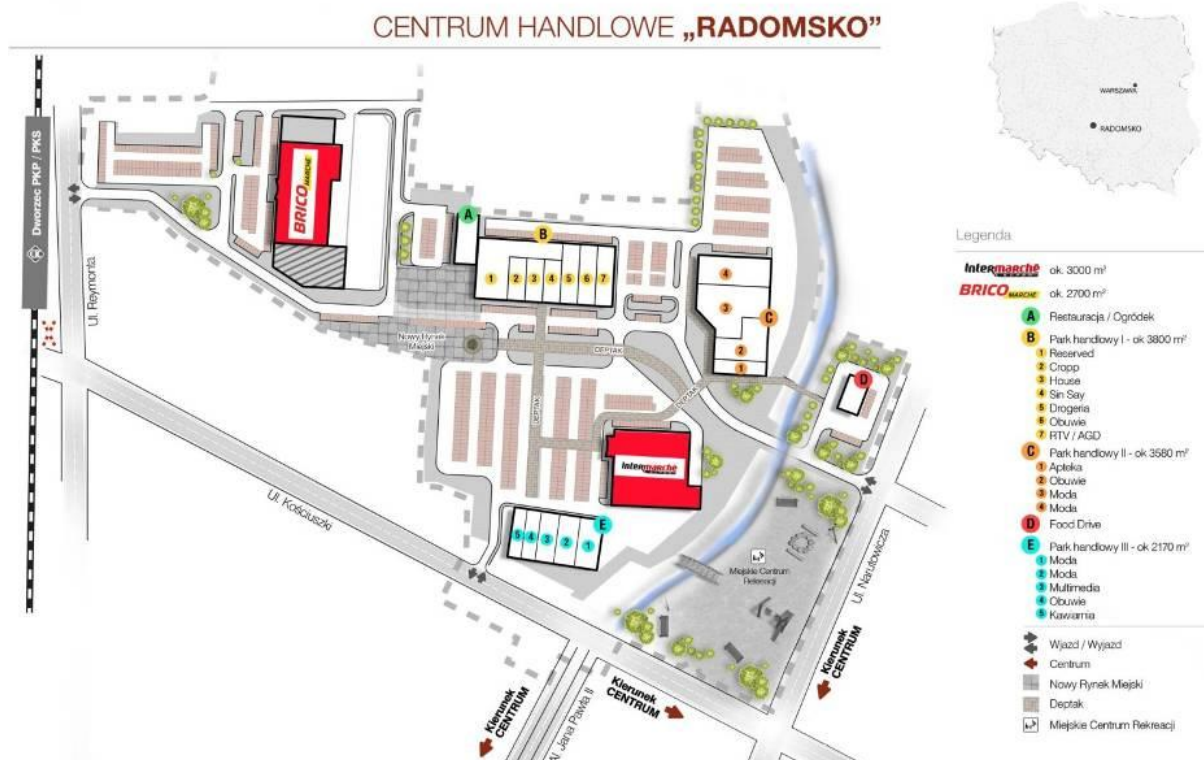 CENTRUM HANDLOWE „RADOMSKO”
WARSZAWA
RADOMSKO
Dworzec PKP / PKS
Ul. Reymonta
BRICO MARCHE
A
B
1 2 3 4 5 6 7
4
3
C
2
1
Nowy Rynek
Miejski
DEPTAK
DEPTAK
DEPTAK
D
Intermarche
SUPER
E
5 4 3 2 1
Ul. Kościuszki
Miejskie Centrum
Rekreacji
Ul. Narutowicza
Kierunek
CENTRUM
Kierunek
CENTRUM
Kierunek
CENTRUM
Al. Jana Pawła II
Legenda
Intermarche SUPER ok. 3000 m²
BRICO MARCHE ok. 2700 m²
A Restauracja / Ogródek
B Park handlowy I - ok 3800 m²
1 Reserved
2 Cropp
3 House
4 Sin Say
5 Drogeria
6 Obuwie
7 RTV / AGD
C Park handlowy II - ok 3560 m²
1 Apteka
2 Obuwie
3 Moda
4 Moda
D Food Drive
E Park handlowy III - ok 2170 m²
1 Moda
2 Moda
3 Multimedia
4 Obuwie
5 Kawiarnia
Wjazd / Wyjazd
Centrum
Nowy Rynek Miejski
Deptak
Miejskie Centrum Rekreacji